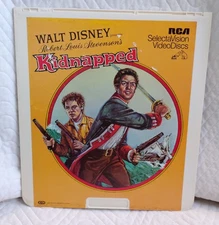 WALT DISNEY
Robert Louis Stevenson's
Kidnapped
RCA
SelectaVision
VideoDiscs